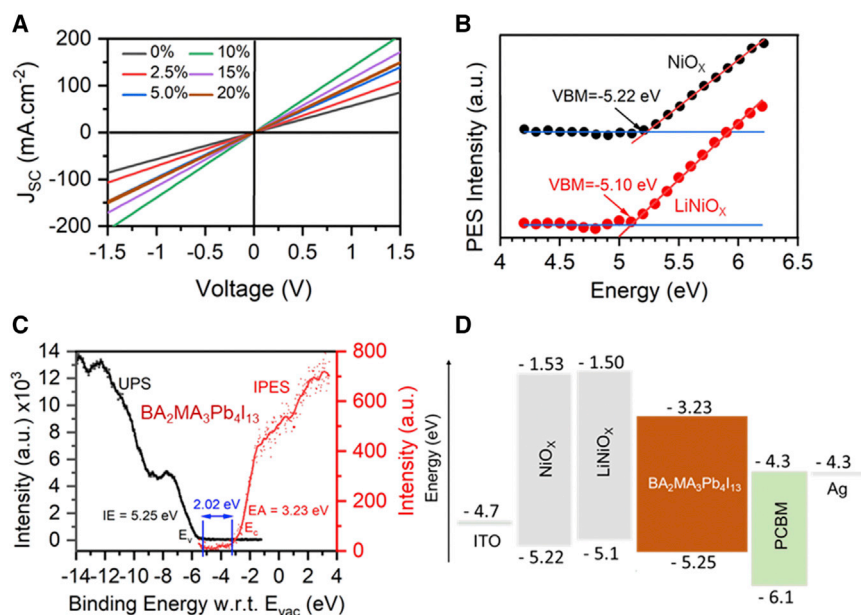 A
200
100
0
-100
-200
J_SC (mA.cm⁻²)
0%
2.5%
5.0%
10%
15%
20%
-1.5 -1.0 -0.5 0 0.5 1.0 1.5
Voltage (V)
B
PES Intensity (a.u.)
NiO_X
VBM=-5.22 eV
VBM=-5.10 eV
LiNiO_X
4 4.5 5 5.5 6 6.5
Energy (eV)
C
14
12
10
8
6
4
2
0
Intensity (a.u.) x10³
UPS
IPES
BA₂MA₃Pb₄I₁₃
2.02 eV
IE = 5.25 eV
EA = 3.23 eV
E_v
E_c
800
600
400
200
0
Intensity (a.u.)
-14 -12 -10 -8 -6 -4 -2 0 2 4
Binding Energy w.r.t. E_vac (eV)
D
Energy (eV)
- 4.7
ITO
- 1.53
NiO_X
- 5.22
- 1.50
LiNiO_X
- 5.1
- 3.23
BA₂MA₃Pb₄I₁₃
- 5.25
- 4.3
PCBM
- 6.1
- 4.3
Ag